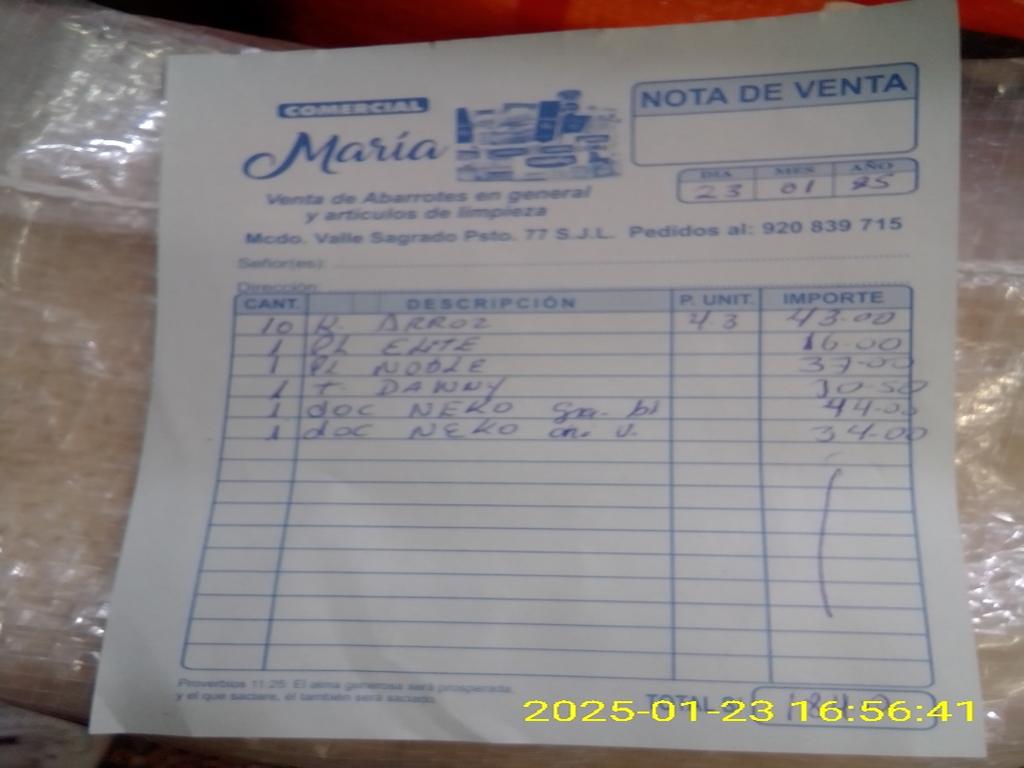 COMERCIAL
María
Venta de Abarrotes en general
y artículos de limpieza
Mcdo. Valle Sagrado Psto. 77 S.J.L. Pedidos al: 920 839 715
NOTA DE VENTA
DIA MES AÑO
23 01 25
Señor(es):
Dirección
CANT. DESCRIPCIÓN P. UNIT. IMPORTE
10 K. ARROZ 4.3 43.00
1 PL ELITE 16.00
1 PL NOBLE 37.00
1 T. DANNY 10.50
1 doc NEKO gra. bl 44.00
1 doc NEKO v. 34.00
Proverbios 11:25: El alma generosa será prosperada,
y el que saciare, él también será saciado.
TOTAL S/
2025-01-23 16:56:41